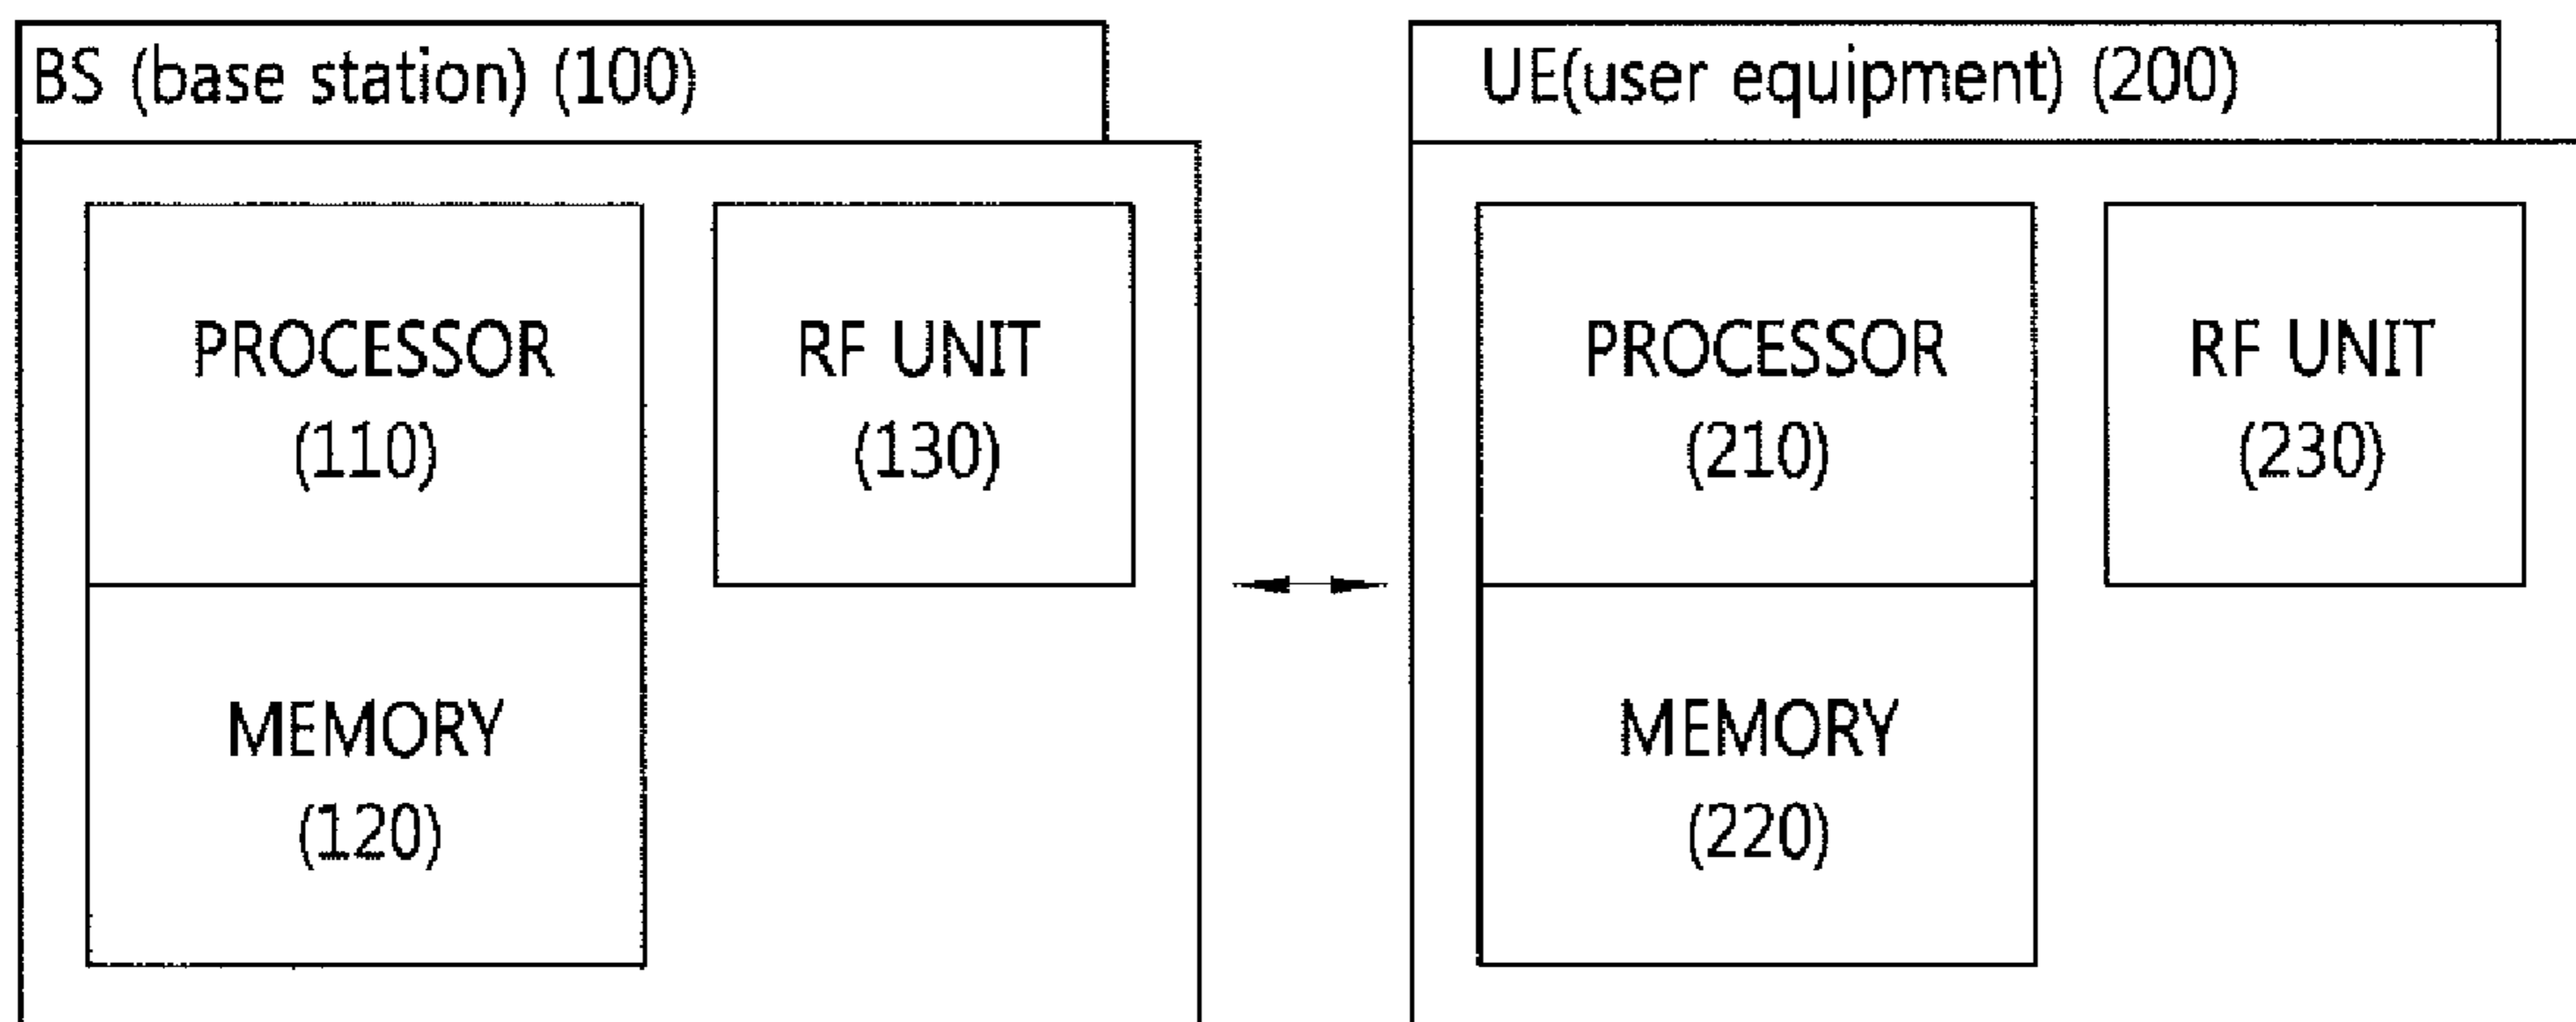 BS (base station) (100)
PROCESSOR
(110)
RF UNIT
(130)
MEMORY
(120)
UE(user equipment) (200)
PROCESSOR
(210)
RF UNIT
(230)
MEMORY
(220)